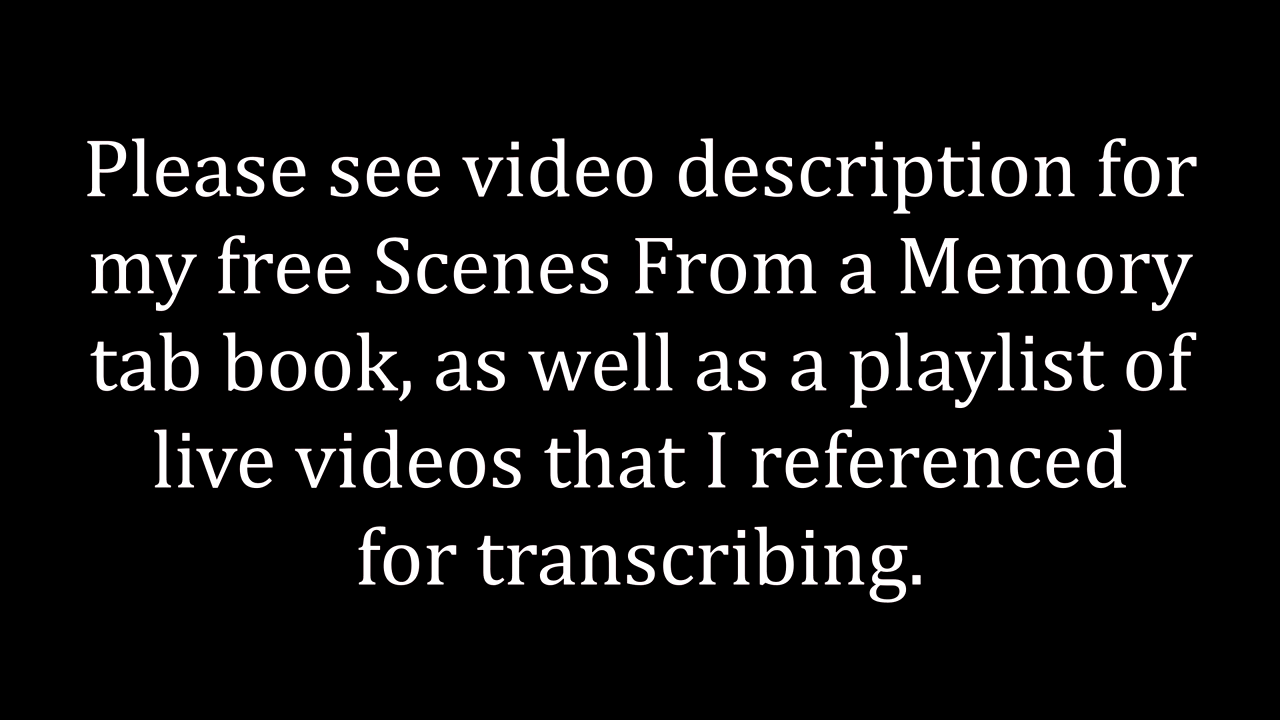 Please see video description for
my free Scenes From a Memory
tab book, as well as a playlist of
live videos that I referenced
for transcribing.